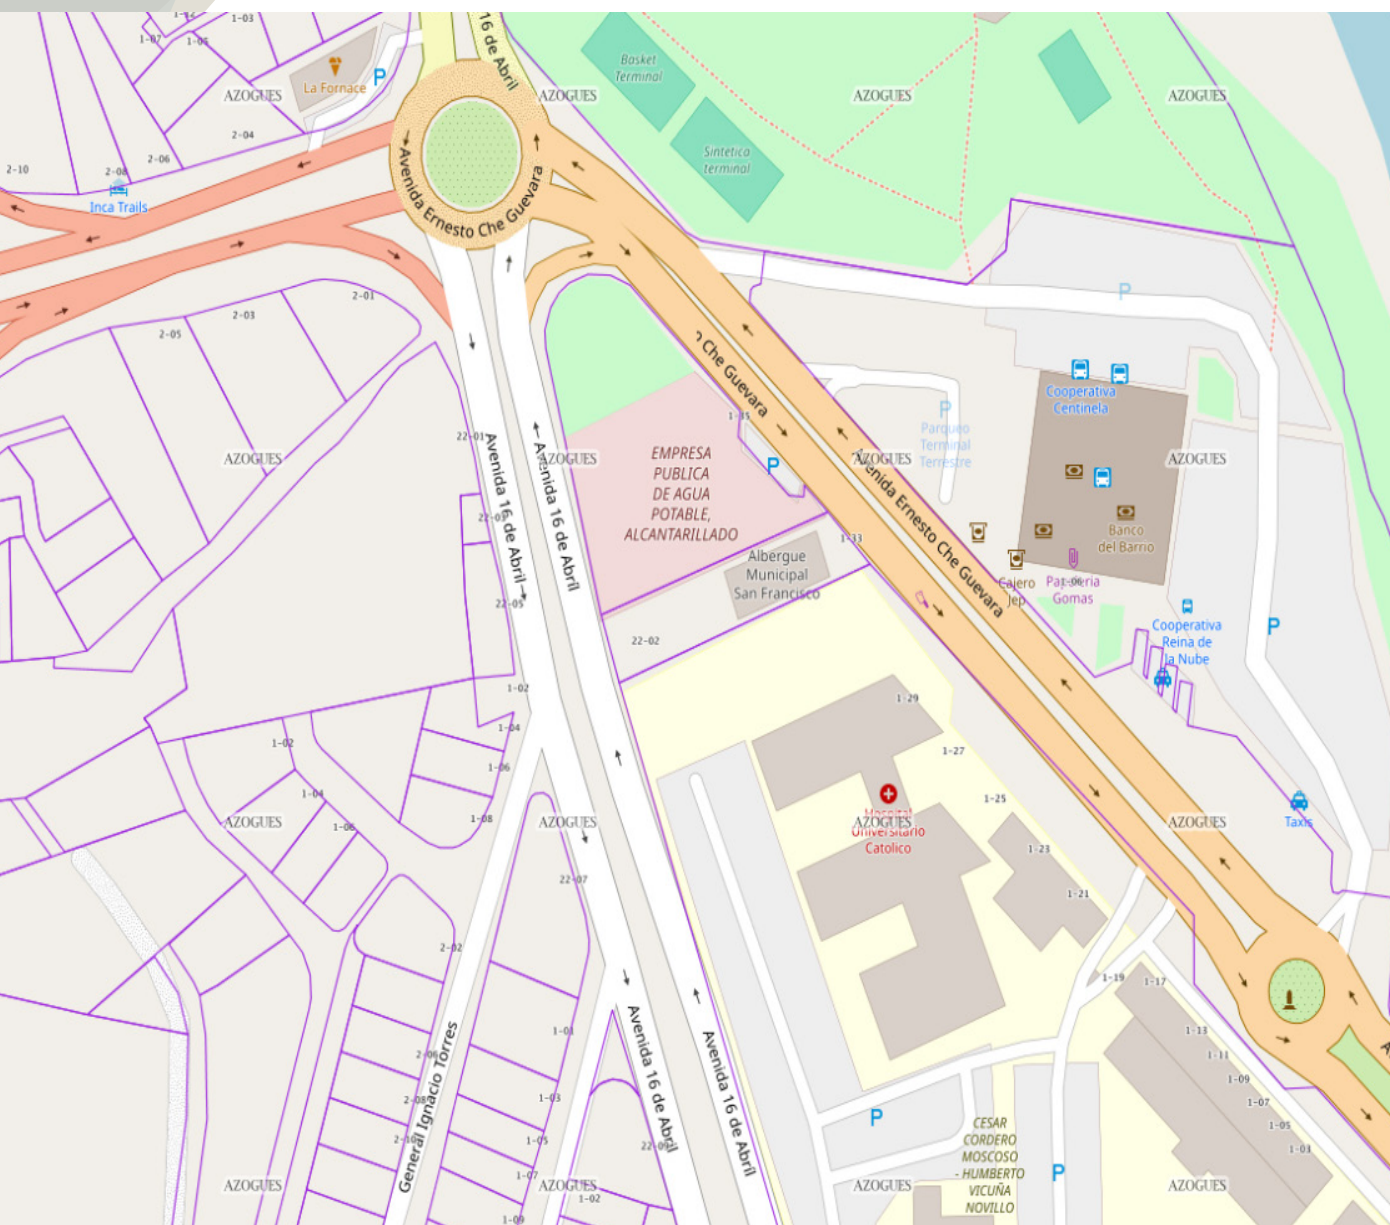 1-12
1-03
1-07
1-05
La Fornace
P
AZOGUES
2-04
2-06
2-08
2-10
Inca Trails
16 de Abril
AZOGUES
Avenida Ernesto Che Guevara
Basket
Terminal
Sintetica
terminal
AZOGUES
AZOGUES
2-01
2-03
2-05
P
Che Guevara
1-35
P
Cooperativa
Centinela
P
Parqueo
Terminal
Terrestre
AZOGUES
22-01
Avenida 16 de Abril
Avenida 16 de Abril
AZOGUES
EMPRESA
PUBLICA
DE AGUA
POTABLE,
ALCANTARILLADO
AZOGUES
Avenida Ernesto Che Guevara
AZOGUES
22-03
22-05
Albergue
Municipal
San Francisco
1-33
Banco
del Barrio
Cajero
Jep
1-06
Gomas
Cooperativa
Reina de
la Nube
P
22-02
1-02
1-04
1-06
1-08
1-02
1-04
1-06
AZOGUES
AZOGUES
1-29
1-27
1-25
1-23
1-21
Hospital
Universitario
Catolico
AZOGUES
AZOGUES
Taxis
22-07
2-02
1-19
1-17
1-13
1-11
1-09
1-07
1-05
1-03
General Ignacio Torres
2-06
2-08
2-10
1-01
1-03
1-05
1-07
1-09
1-02
Avenida 16 de Abril
22-09
Avenida 16 de Abril
P
P
CESAR
CORDERO
MOSCOSO
- HUMBERTO
VICUÑA
NOVILLO
AZOGUES
AZOGUES
AZOGUES
AZOGUES